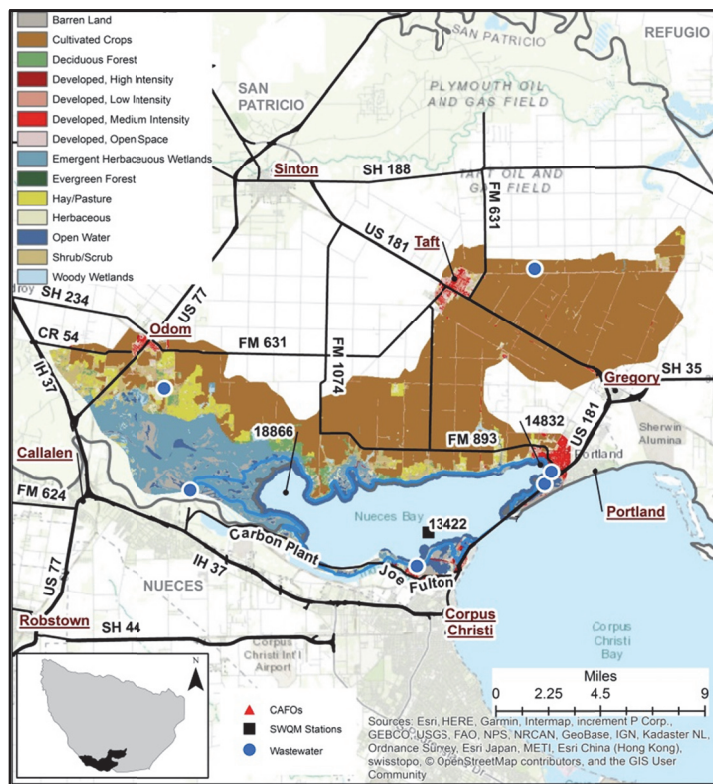 Barren Land
Cultivated Crops
Deciduous Forest
Developed, High Intensity
Developed, Low Intensity
Developed, Medium Intensity
Developed, Open Space
Emergent Herbacuous Wetlands
Evergreen Forest
Hay/Pasture
Herbaceous
Open Water
Shrub/Scrub
Woody Wetlands
SAN PATRICIO
REFUGIO
SAN
PATRICIO
PLYMOUTH OIL
AND GAS FIELD
Sinton
SH 188
TAFT OIL AND
GAS FIELD
FM 631
US 181
Taft
US 77
SH 234
Odom
CR 54
FM 631
FM 1074
IH 37
SH 35
Gregory
18866
14832
US 181
FM 893
Sherwin
Alumina
Portland
Callalen
FM 624
Nueces Bay
13422
Portland
Carbon Plant
Joe Fulton
IH 37
US 77
NUECES
Robstown
SH 44
Corpus
Christi
Corpus
Christi Int'l
Airport
Corpus
Christi
Bay
N
Miles
0 2.25 4.5 9
CAFOs
SWQM Stations
Wastewater
Sources: Esri, HERE, Garmin, Intermap, increment P Corp.,
GEBCO, USGS, FAO, NPS, NRCAN, GeoBase, IGN, Kadaster NL,
Ordnance Surrey, Esri Japan, METI, Esri China (Hong Kong),
swisstopo, © 0penStreetMap contributors, and the GIS User
Community